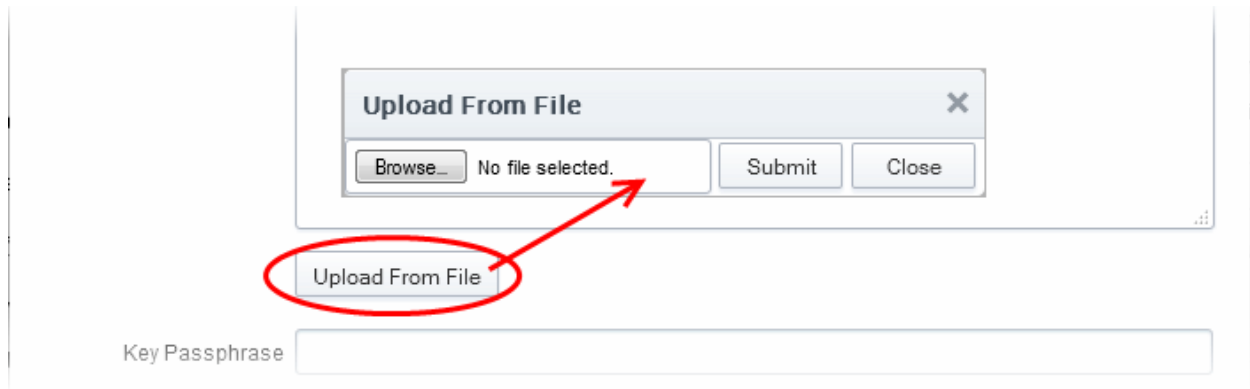 Upload From File
Browse... No file selected. Submit Close
Upload From File
Key Passphrase